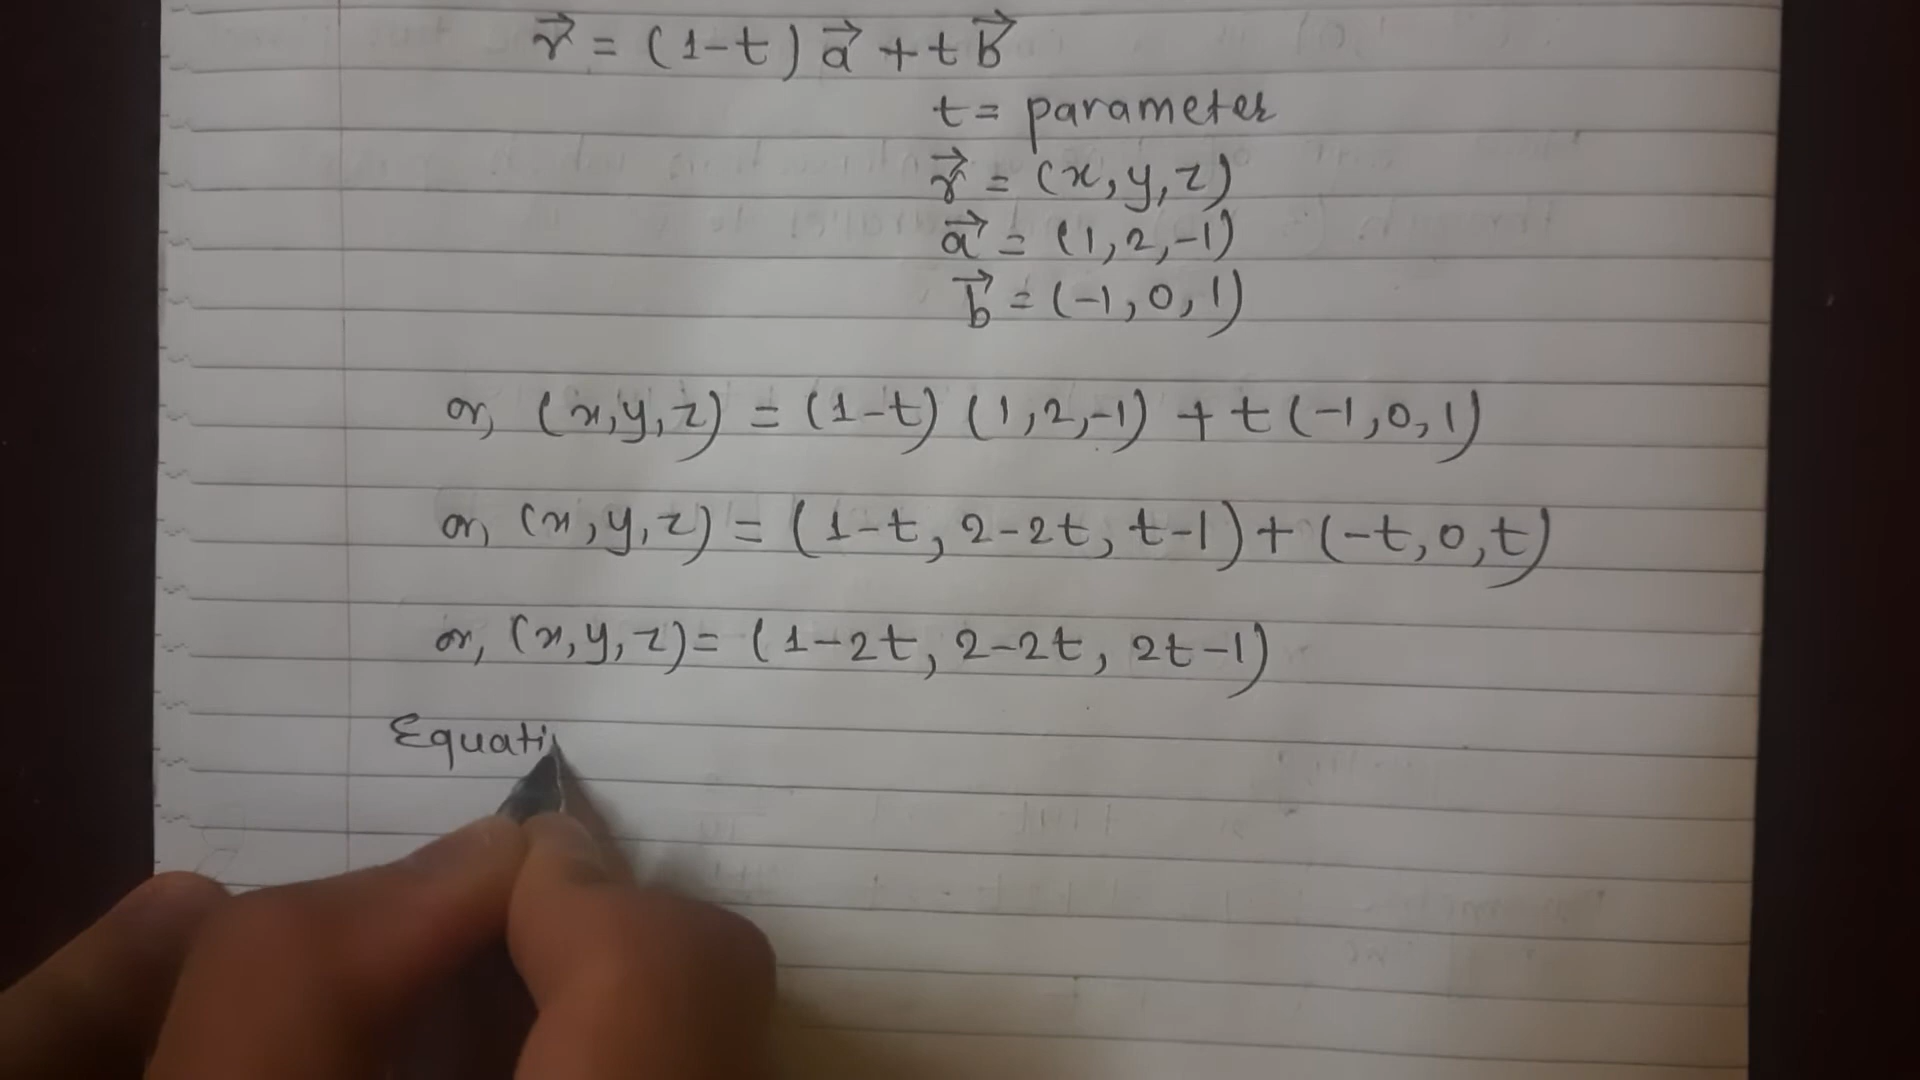 r⃗ = (1-t) a⃗ + t b⃗
t = parameter
r⃗ = (x, y, z)
a⃗ = (1, 2, -1)
b⃗ = (-1, 0, 1)
or, (x, y, z) = (1-t) (1, 2, -1) + t (-1, 0, 1)
or, (x, y, z) = (1-t, 2-2t, t-1) + (-t, 0, t)
or, (x, y, z) = (1-2t, 2-2t, 2t-1)
Equati